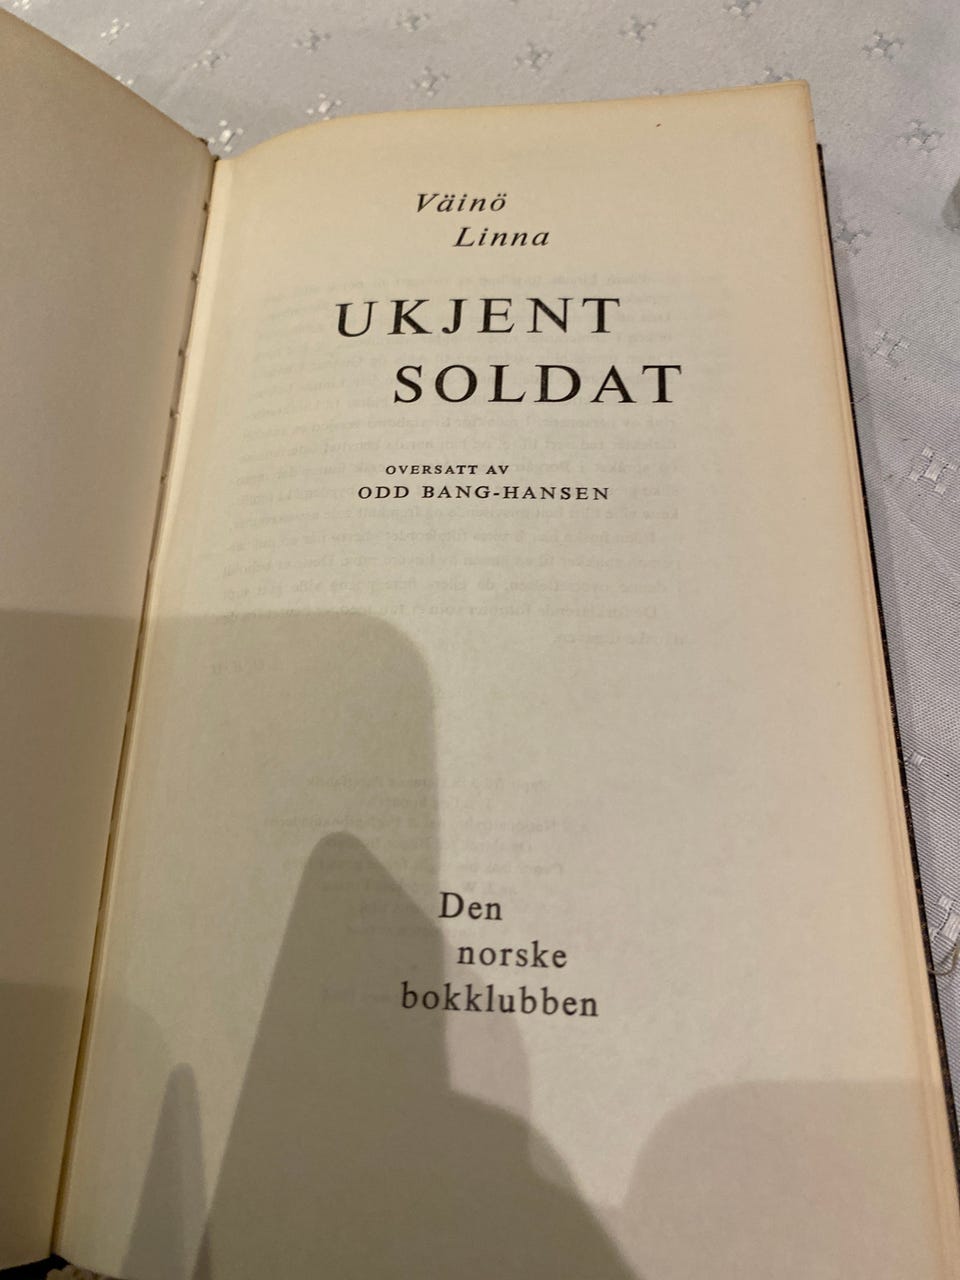 Väinö
Linna
UKJENT
SOLDAT
OVERSATT AV
ODD BANG-HANSEN
Den
norske
bokklubben